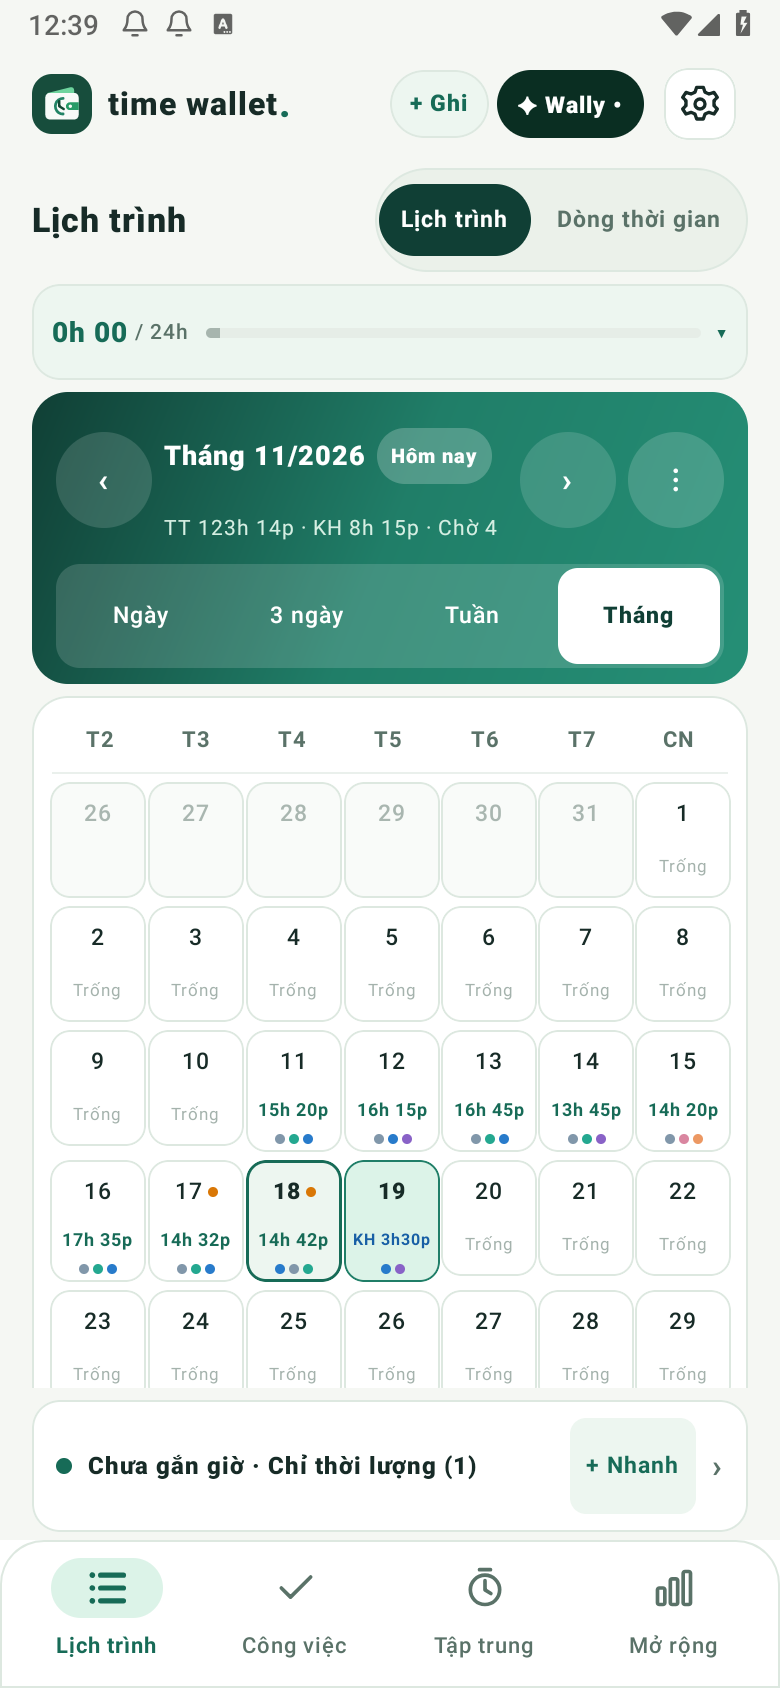 12:39
time wallet.
+ Ghi
Wally •
Lịch trình
Lịch trình
Dòng thời gian
0h 00 / 24h
Tháng 11/2026
Hôm nay
TT 123h 14p · KH 8h 15p · Chờ 4
Ngày
3 ngày
Tuần
Tháng
T2 T3 T4 T5 T6 T7 CN
26 27 28 29 30 31 1
Trống
2 3 4 5 6 7 8
Trống Trống Trống Trống Trống Trống Trống
9 10 11 12 13 14 15
Trống Trống 15h 20p 16h 15p 16h 45p 13h 45p 14h 20p
16 17 18 19 20 21 22
17h 35p 14h 32p 14h 42p KH 3h30p Trống Trống Trống
23 24 25 26 27 28 29
Trống Trống Trống Trống Trống Trống Trống
Chưa gắn giờ · Chỉ thời lượng (1)
+ Nhanh
Lịch trình
Công việc
Tập trung
Mở rộng